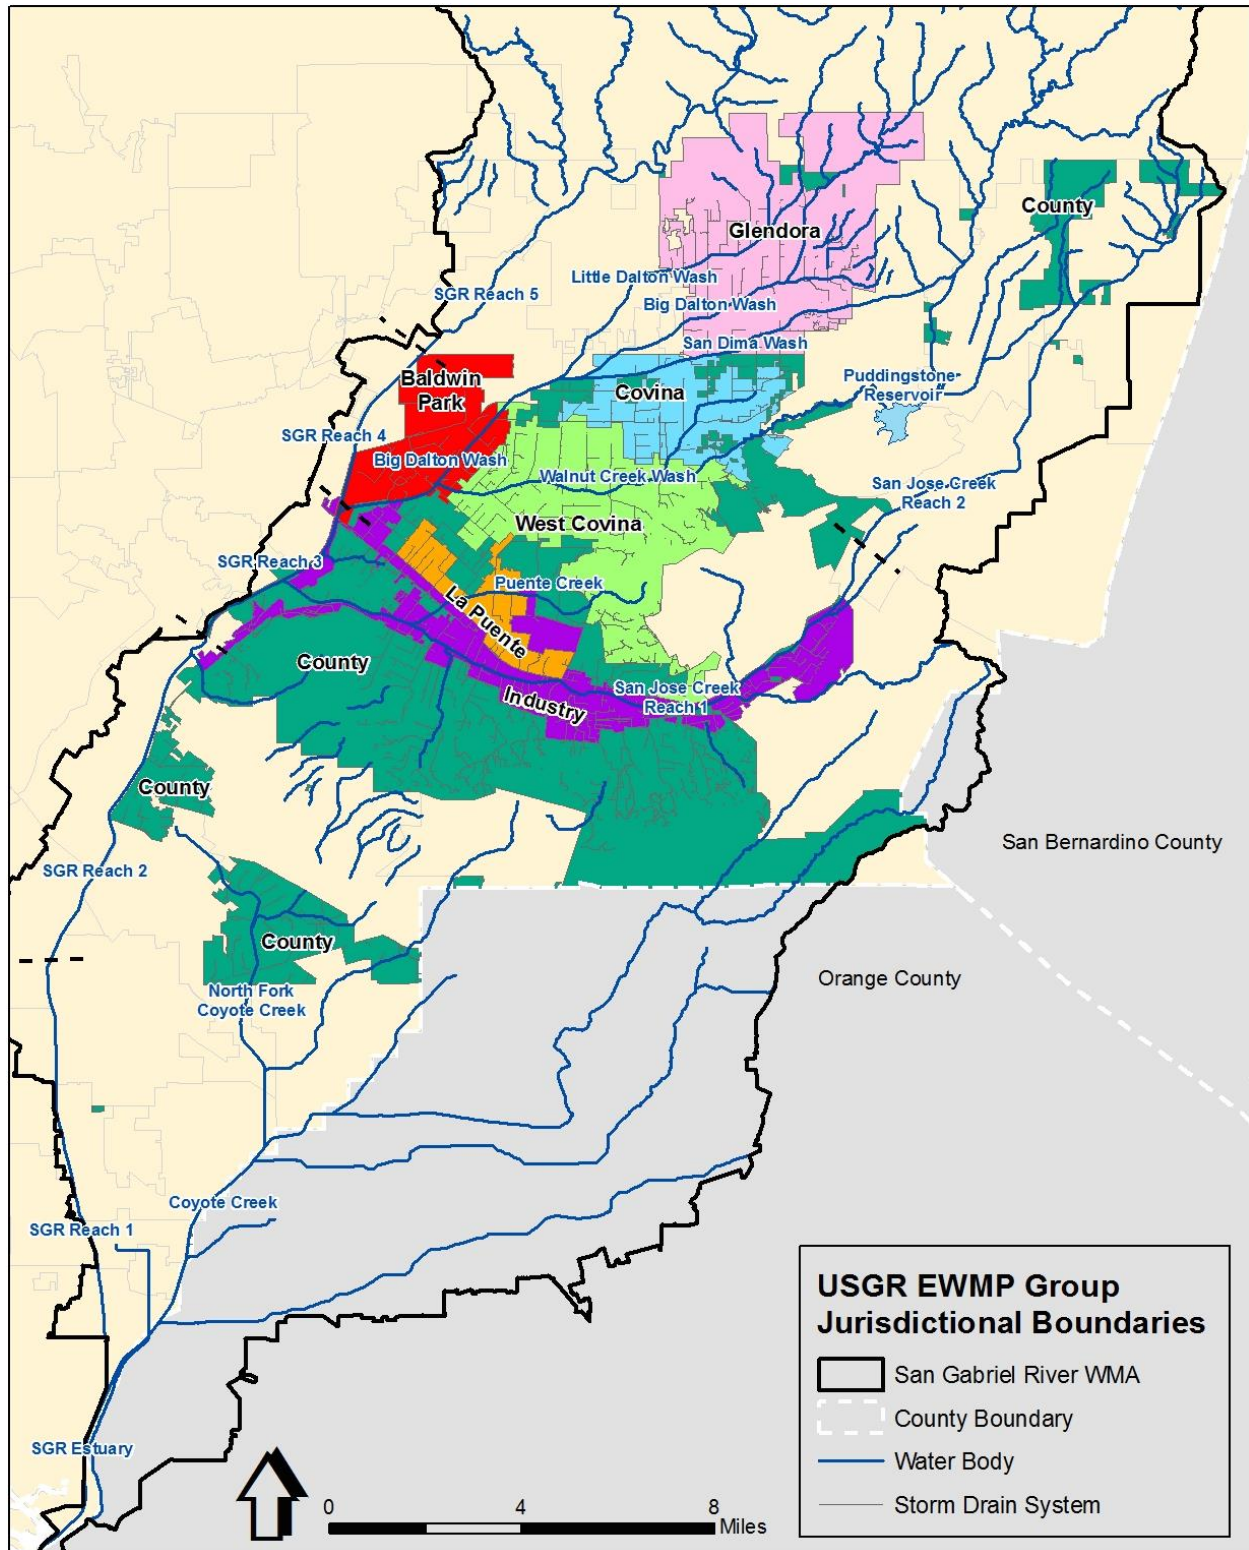 County
Glendora
Little Dalton Wash
SGR Reach 5
Big Dalton Wash
San Dima Wash
Baldwin
Park
Covina
Puddingstone
Reservoir
SGR Reach 4
Big Dalton Wash
Walnut Creek Wash
San Jose Creek
Reach 2
West Covina
SGR Reach 3
Puente Creek
La Puente
County
San Jose Creek
Reach 1
Industry
County
San Bernardino County
SGR Reach 2
County
Orange County
North Fork
Coyote Creek
Coyote Creek
SGR Reach 1
USGR EWMP Group
Jurisdictional Boundaries
San Gabriel River WMA
County Boundary
Water Body
Storm Drain System
SGR Estuary
0 4 8
Miles